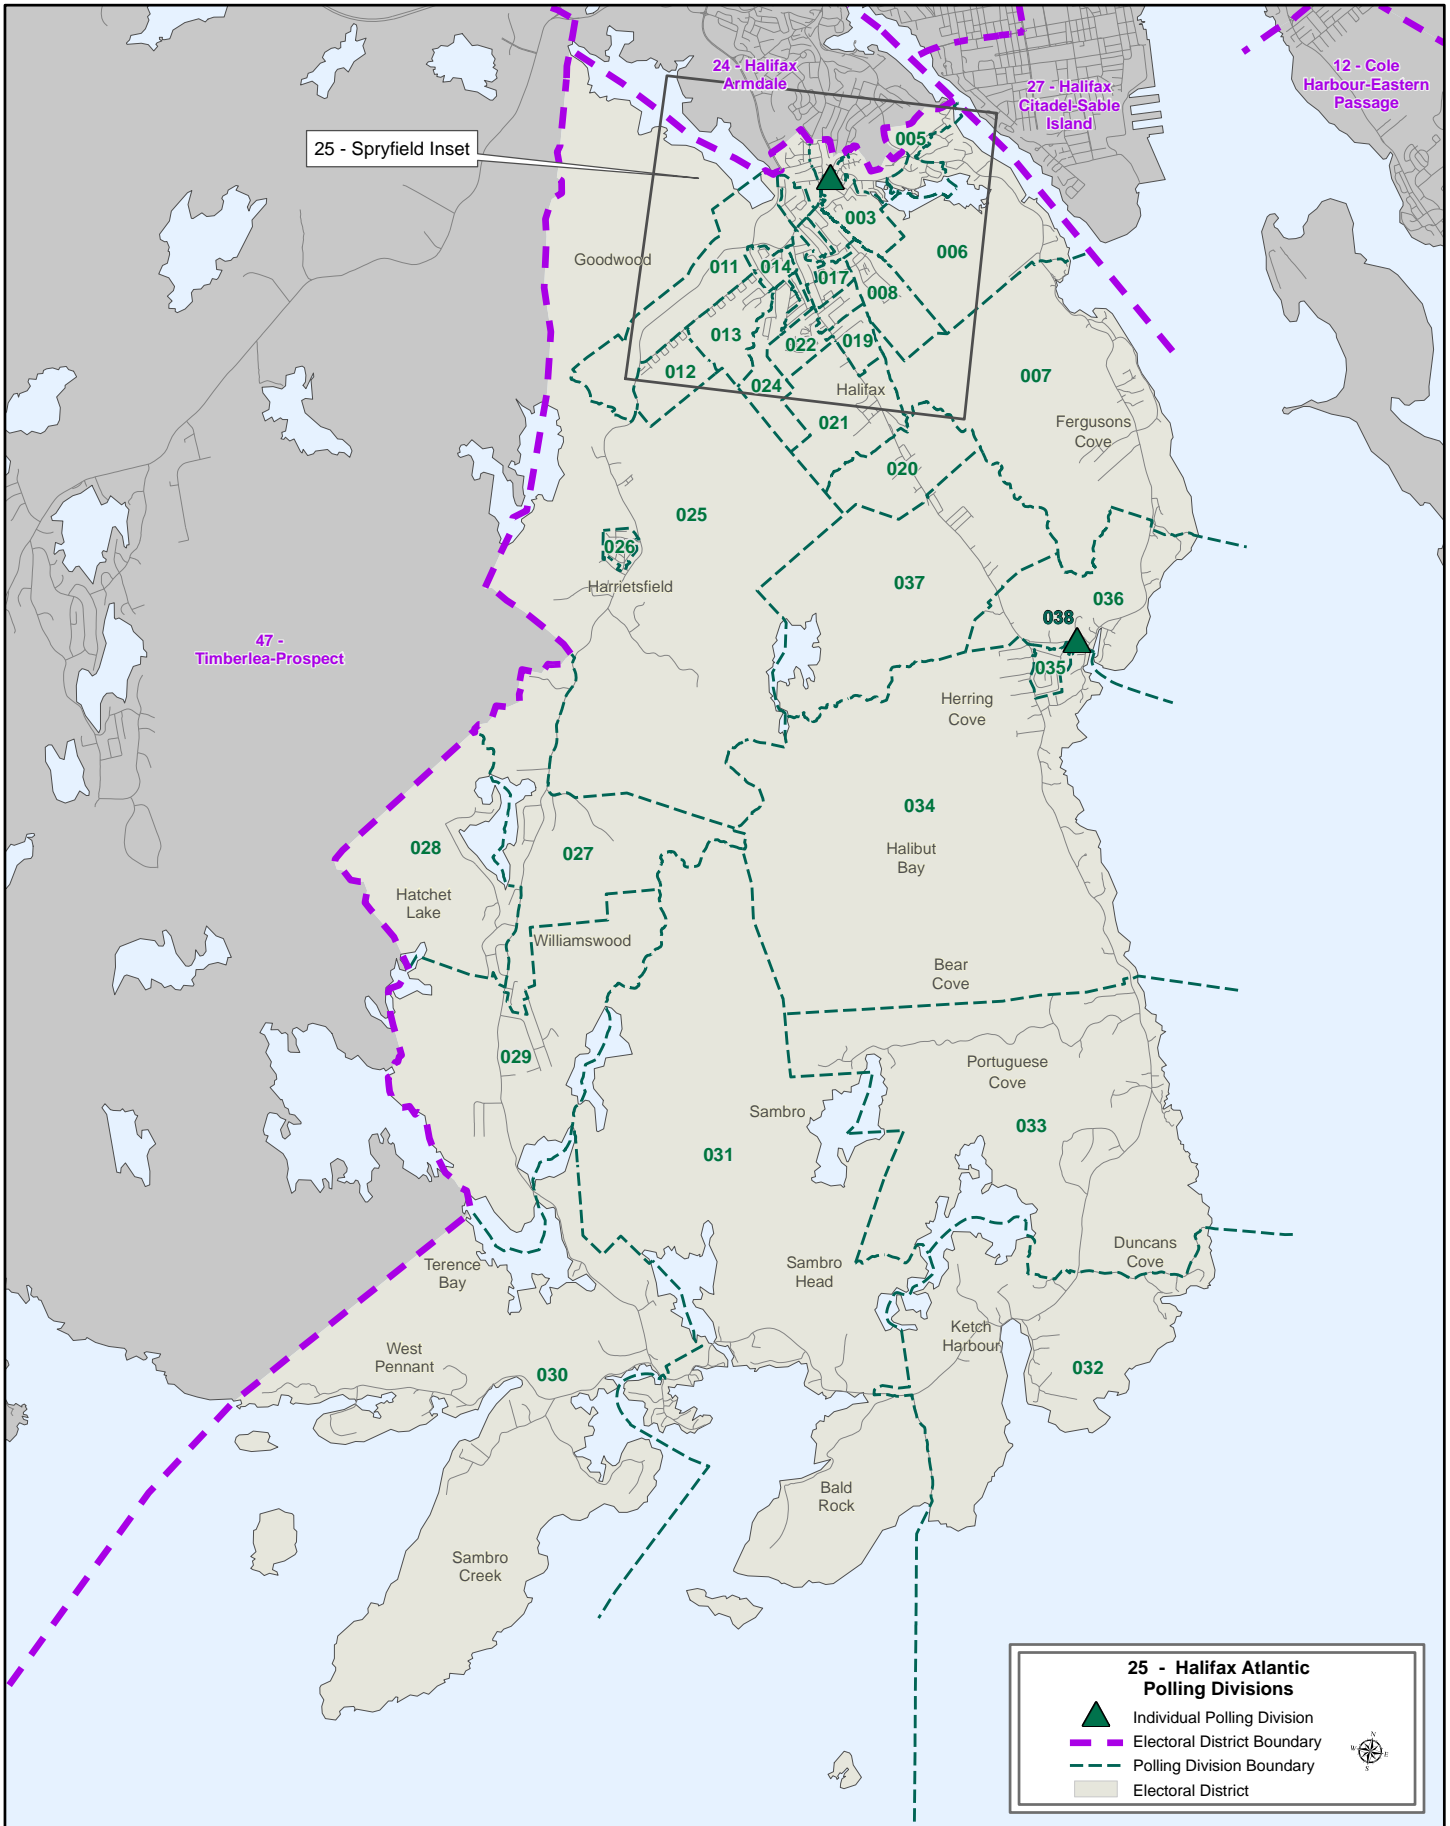 24 - Halifax
Armdale
27 - Halifax
Citadel-Sable
Island
12 - Cole
Harbour-Eastern
Passage
25 - Spryfield Inset
005
003
006
Goodwood
011
014
017
008
013
022
019
012
024
Halifax
007
021
Fergusons
Cove
020
025
026
Harrietsfield
037
036
038
47 -
Timberlea-Prospect
035
Herring
Cove
034
028
027
Halibut
Bay
Hatchet
Lake
Williamswood
Bear
Cove
029
Portuguese
Cove
Sambro
033
031
Duncans
Cove
Terence
Bay
Sambro
Head
Ketch
Harbour
West
Pennant
030
032
Bald
Rock
Sambro
Creek
25 - Halifax Atlantic
Polling Divisions
Individual Polling Division
Electoral District Boundary
Polling Division Boundary
Electoral District
N
W
E
S